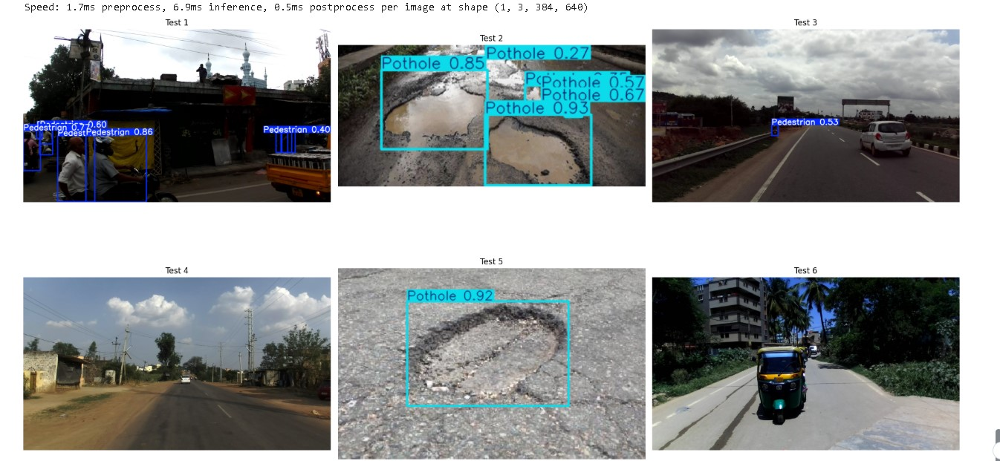 Speed: 1.7ms preprocess, 6.9ms inference, 0.5ms postprocess per image at shape (1, 3, 384, 640)
Test 1
Test 2
Test 3
Pedestrian 0.60
Pedestrian 0.77
Pedestrian 0.86
Pedestrian 0.40
Pothole 0.27
Pothole 0.85
Pothole 0.57
Pothole 0.67
Pothole 0.93
Pedestrian 0.53
Test 4
Test 5
Test 6
Pothole 0.92